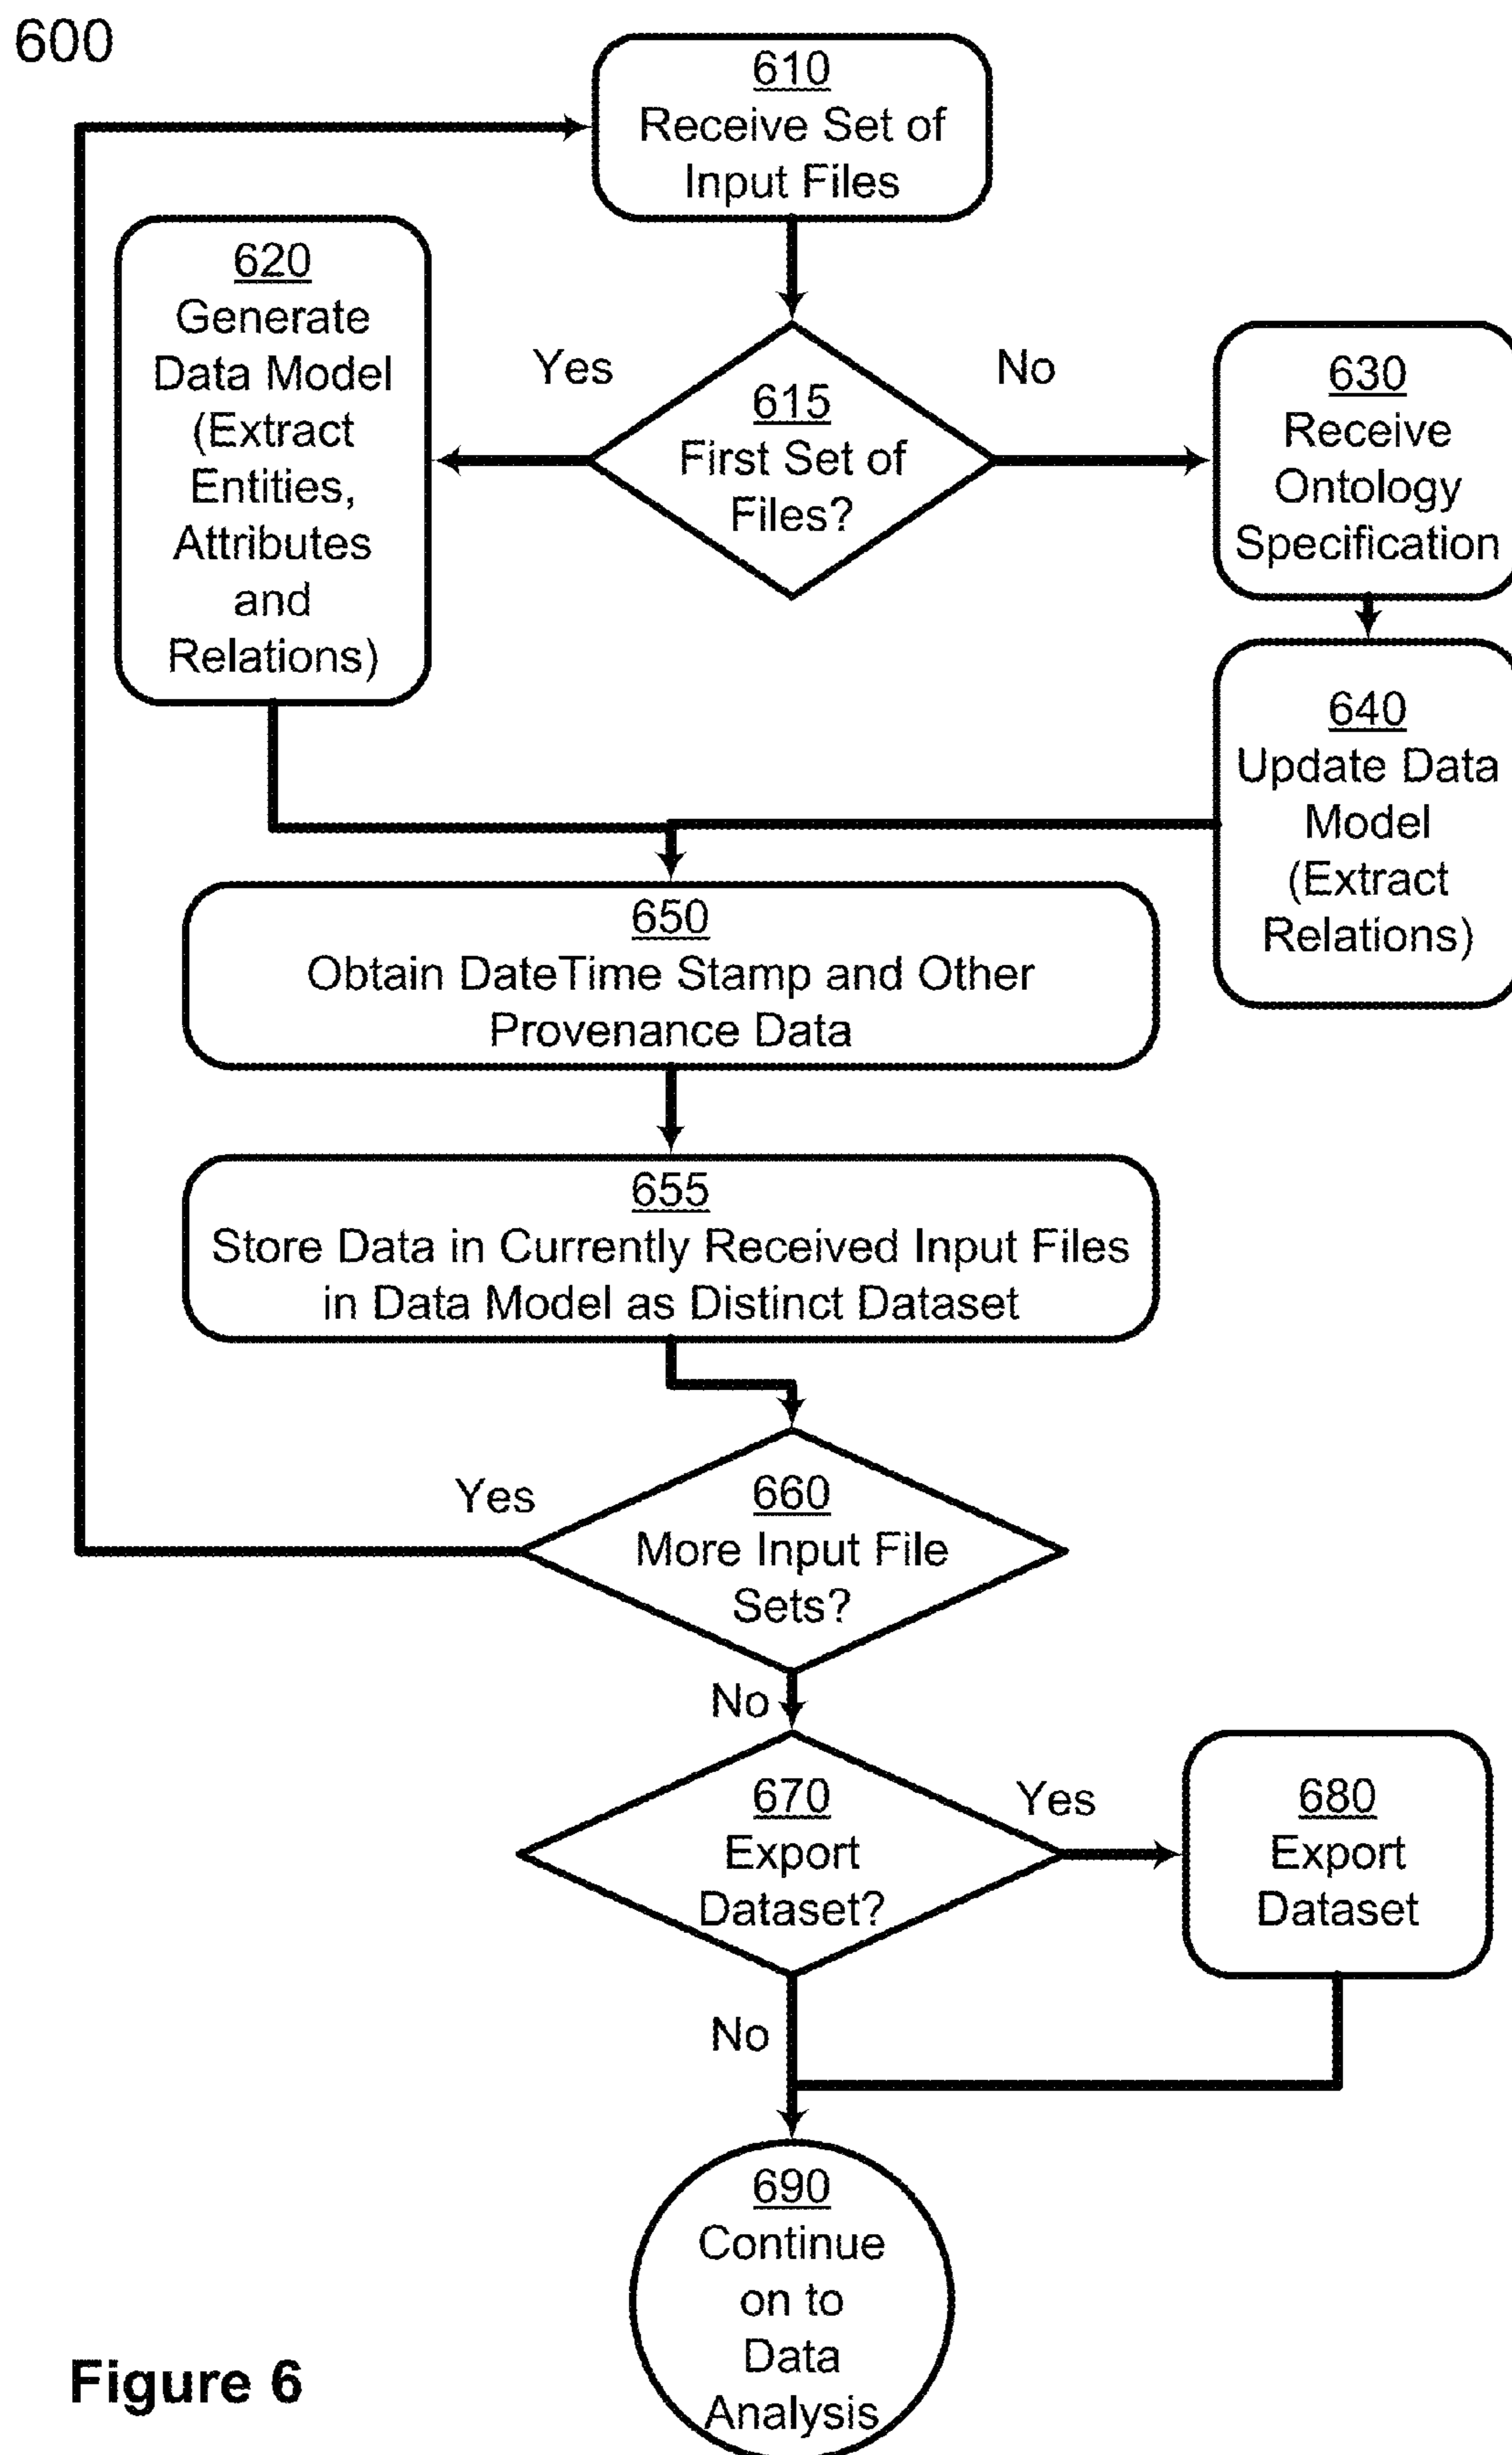 600
610
Receive Set of
Input Files
620
Generate
Data Model
(Extract
Entities,
Attributes
and
Relations)
Yes
615
First Set of
Files?
No
630
Receive
Ontology
Specification
640
Update Data
Model
(Extract
Relations)
650
Obtain DateTime Stamp and Other
Provenance Data
655
Store Data in Currently Received Input Files
in Data Model as Distinct Dataset
Yes
660
More Input File
Sets?
No
670
Export
Dataset?
Yes
680
Export
Dataset
No
690
Continue
on to
Data
Analysis
Figure 6